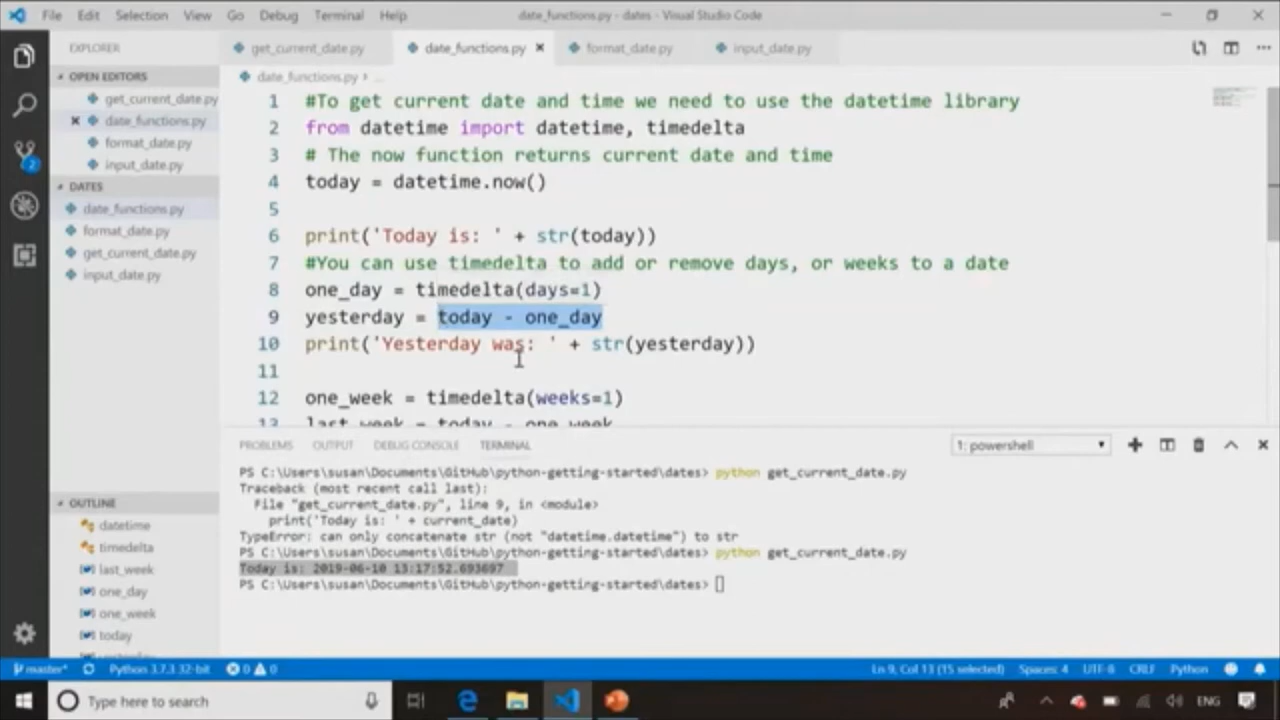 File Edit Selection View Go Debug Terminal Help date_functions.py - dates - Visual Studio Code
EXPLORER
OPEN EDITORS
get_current_date.py
date_functions.py
format_date.py
input_date.py
DATES
date_functions.py
format_date.py
get_current_date.py
input_date.py
OUTLINE
datetime
timedelta
last_week
one_day
one_week
today
get_current_date.py date_functions.py format_date.py input_date.py
date_functions.py › ...
1 #To get current date and time we need to use the datetime library
2 from datetime import datetime, timedelta
3 # The now function returns current date and time
4 today = datetime.now()
5
6 print('Today is: ' + str(today))
7 #You can use timedelta to add or remove days, or weeks to a date
8 one_day = timedelta(days=1)
9 yesterday = today - one_day
10 print('Yesterday was: ' + str(yesterday))
11
12 one_week = timedelta(weeks=1)
13 last_week = today - one_week
PROBLEMS OUTPUT DEBUG CONSOLE TERMINAL 1: powershell
PS C:\Users\susan\Documents\GitHub\python-getting-started\dates> python get_current_date.py
Traceback (most recent call last):
File "get_current_date.py", line 9, in <module>
print('Today is: ' + current_date)
TypeError: can only concatenate str (not "datetime.datetime") to str
PS C:\Users\susan\Documents\GitHub\python-getting-started\dates> python get_current_date.py
Today is: 2019-06-10 13:17:52.693697
PS C:\Users\susan\Documents\GitHub\python-getting-started\dates>
master* Python 3.7.3 32-bit 0 0 Ln 9, Col 13 (15 selected) Spaces: 4 UTF-8 CRLF Python
Type here to search ENG